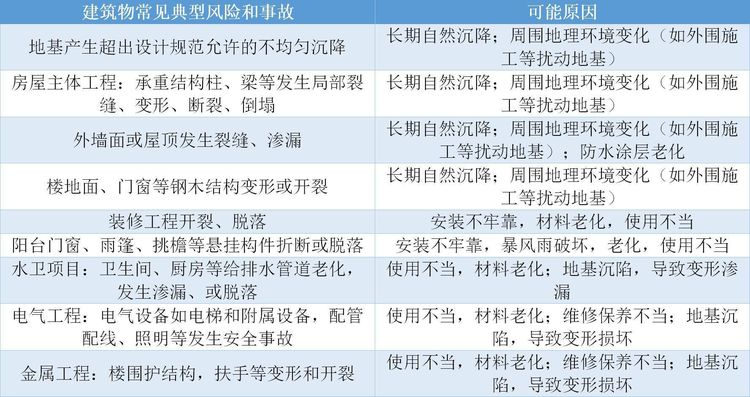 建筑物常见典型风险和事故
可能原因
地基产生超出设计规范允许的不均匀沉降
长期自然沉降；周围地理环境变化（如外围施
工等扰动地基）
房屋主体工程：承重结构柱、梁等发生局部裂
缝、变形、断裂、倒塌
长期自然沉降；周围地理环境变化（如外围施
工等扰动地基）
外墙面或屋顶发生裂缝、渗漏
长期自然沉降；周围地理环境变化（如外围施
工等扰动地基）；防水涂层老化
楼地面、门窗等钢木结构变形或开裂
长期自然沉降；周围地理环境变化（如外围施
工等扰动地基）
装修工程开裂、脱落
安装不牢靠，材料老化，使用不当
阳台门窗、雨篷、挑檐等悬挂构件折断或脱落
安装不牢靠，暴风雨破坏，老化，使用不当
水卫项目：卫生间、厨房等给排水管道老化，
发生渗漏、或脱落
使用不当，材料老化；地基沉陷，导致变形渗
漏
电气工程：电气设备如电梯和附属设备，配管
配线、照明等发生安全事故
使用不当，材料老化；维修保养不当；地基沉
陷，导致变形损坏
金属工程：楼围护结构，扶手等变形和开裂
使用不当，材料老化；维修保养不当；地基沉
陷，导致变形损坏